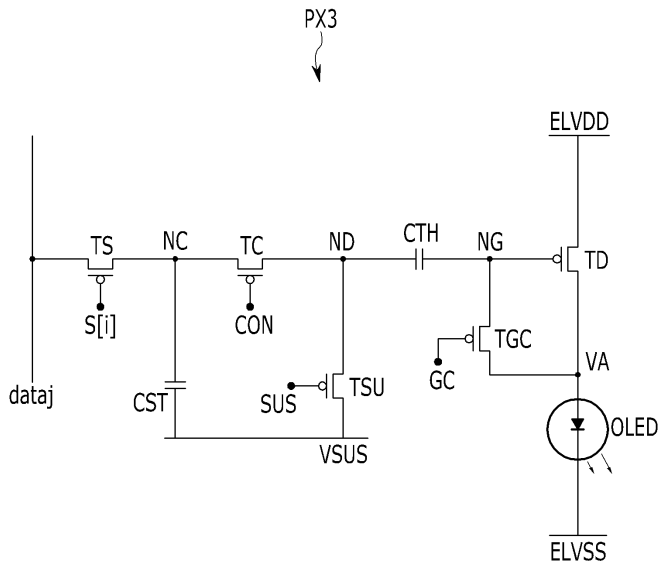 PX3
ELVDD
TS
NC
TC
ND
CTH
NG
TD
S[i]
CON
TGC
GC
VA
dataj
CST
SUS
TSU
OLED
VSUS
ELVSS